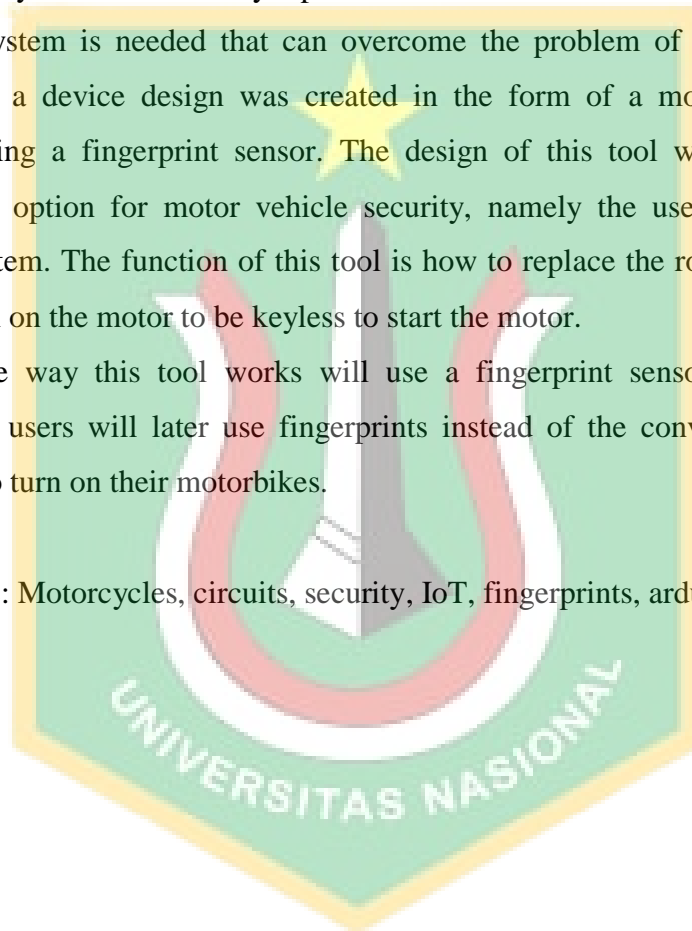 ystem is needed that can overcome the problem of
a device design was created in the form of a mo
ing a fingerprint sensor. The design of this tool w
option for motor vehicle security, namely the use
tem. The function of this tool is how to replace the ro
on the motor to be keyless to start the motor.
e way this tool works will use a fingerprint senso
users will later use fingerprints instead of the conv
o turn on their motorbikes.
: Motorcycles, circuits, security, IoT, fingerprints, ard
UNIVERSITAS NASIONAL